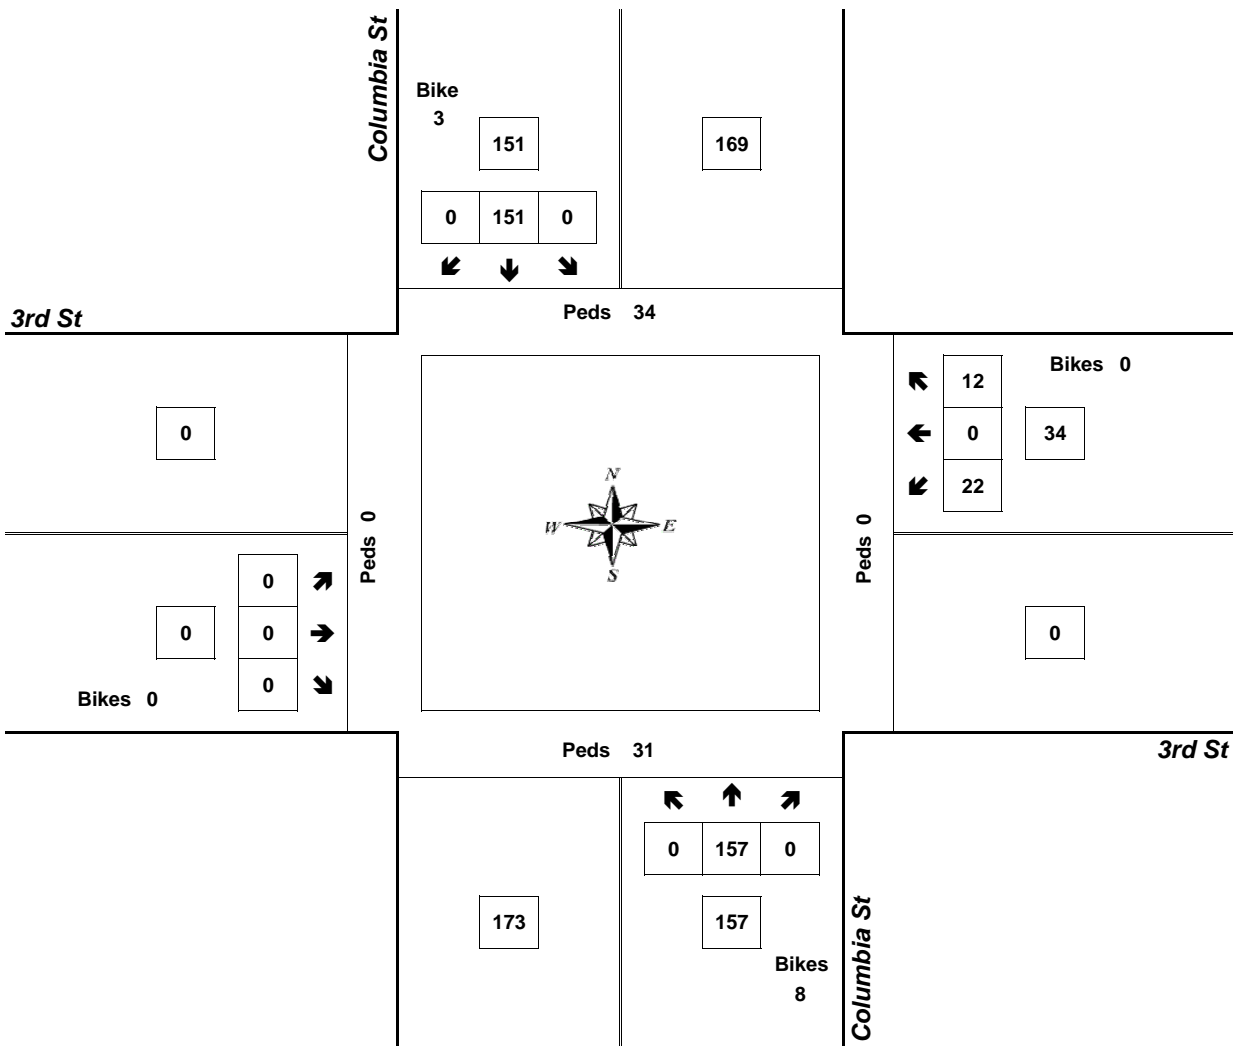 Columbia St
Bike
3
151
169
0 151 0
3rd St
Peds 34
12
Bikes 0
0
0
34
22
N
W E
S
Peds 0
Peds 0
0
0
0
0
0
Bikes 0
0
Peds 31
3rd St
0 157 0
173
157
Bikes
8
Columbia St